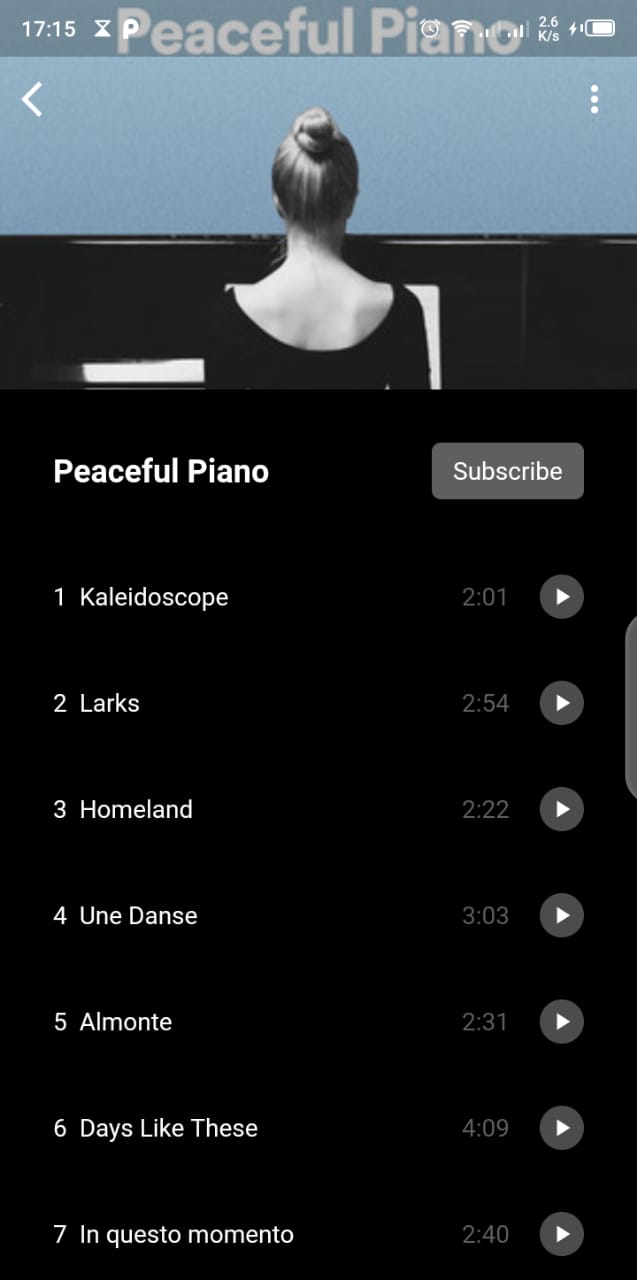 17:15 2.6 K/s
Peaceful Piano
Peaceful Piano Subscribe
1 Kaleidoscope 2:01
2 Larks 2:54
3 Homeland 2:22
4 Une Danse 3:03
5 Almonte 2:31
6 Days Like These 4:09
7 In questo momento 2:40